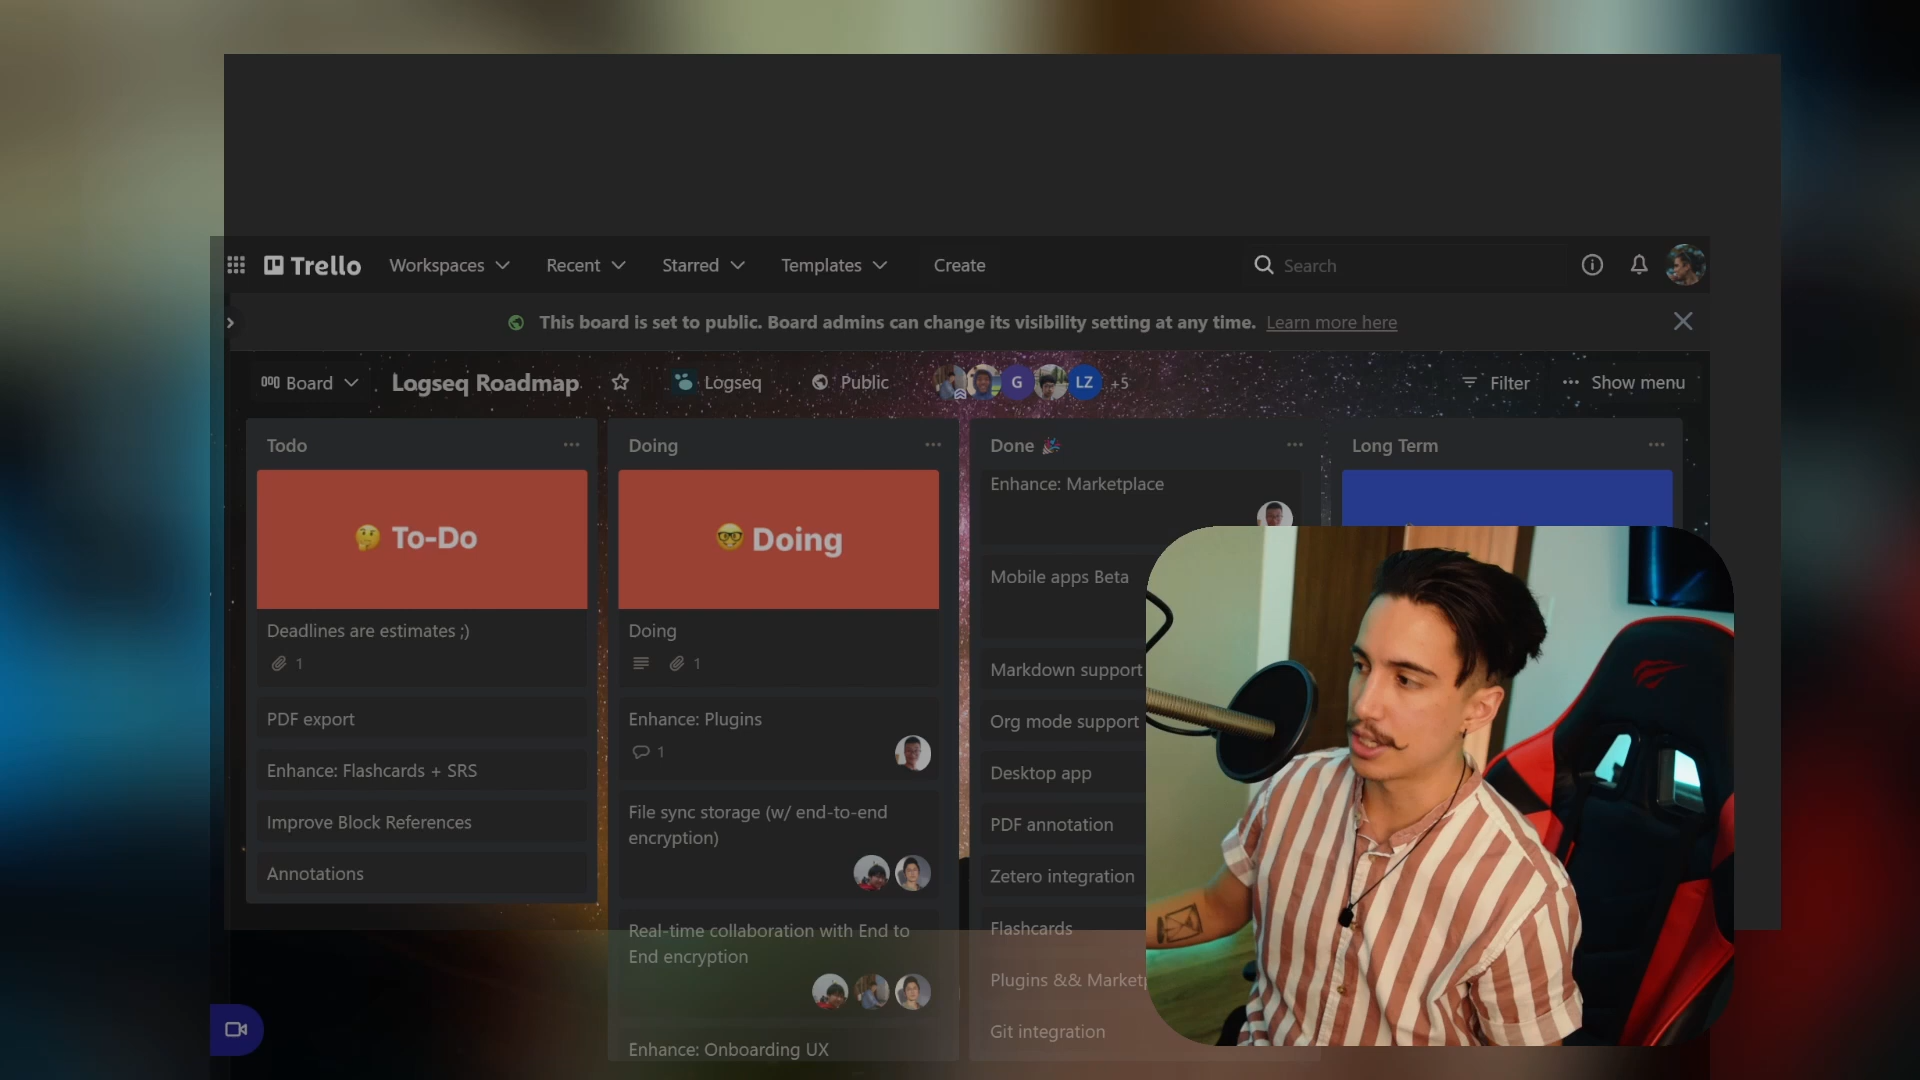 Trello
Workspaces
Recent
Starred
Templates
Create
Search
This board is set to public. Board admins can change its visibility setting at any time. Learn more here
Board
Logseq Roadmap
Logseq
Public
G
LZ
+5
Filter
Show menu
Todo
To-Do
Deadlines are estimates ;)
1
PDF export
Enhance: Flashcards + SRS
Improve Block References
Annotations
Doing
Doing
Doing
1
Enhance: Plugins
1
File sync storage (w/ end-to-end
encryption)
Real-time collaboration with End to
End encryption
Enhance: Onboarding UX
Done
Enhance: Marketplace
Mobile apps Beta
Markdown support
Org mode support
Desktop app
PDF annotation
Zetero integration
Flashcards
Plugins && Market
Git integration
Long Term